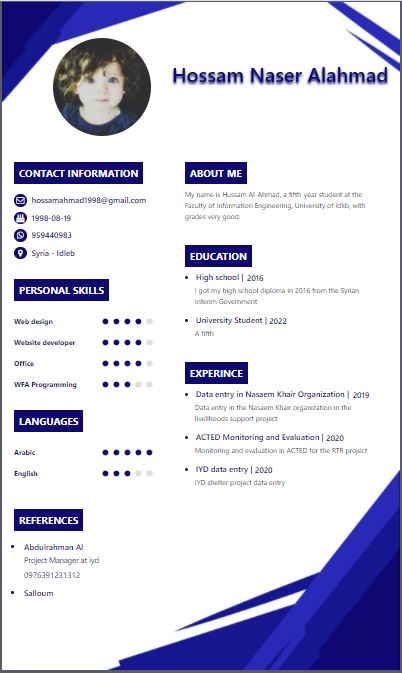 Hossam Naser Alahmad
CONTACT INFORMATION
hossamahmad1998@gmail.com
1998-08-19
959440983
Syria - Idleb
PERSONAL SKILLS
Web design
Website developer
Office
WFA Programming
LANGUAGES
Arabic
English
REFERENCES
Abdulrahman Al
Project Manager at iyd
0976391231312
Salloum
ABOUT ME
My name is Hussam Al Ahmad, a fifth year student at the
Faculty of Information Engineering, University of Idlib, with
grades very good.
EDUCATION
High school | 2016
I got my high school diploma in 2016 from the Syrian
Interim Government
University Student | 2022
A fifth
EXPERINCE
Data entry in Nasaem Khair Organization | 2019
Data entry in the Nasaem Khair organization in the
livelihoods support project
ACTED Monitoring and Evaluation | 2020
Monitoring and evaluation in ACTED for the RTR project
IYD data entry | 2020
IYD shelter project data entry